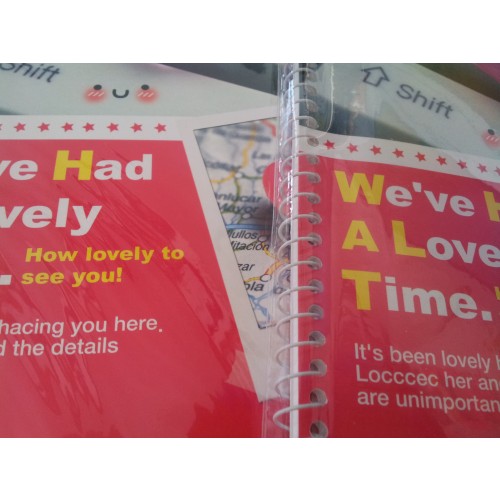 Shift
've Had
vely
. How lovely to
see you!
hacing you here.
d the details
Shift
We've H
A Love
Time.
It's been lovely h
Locccec her and
are unimportan